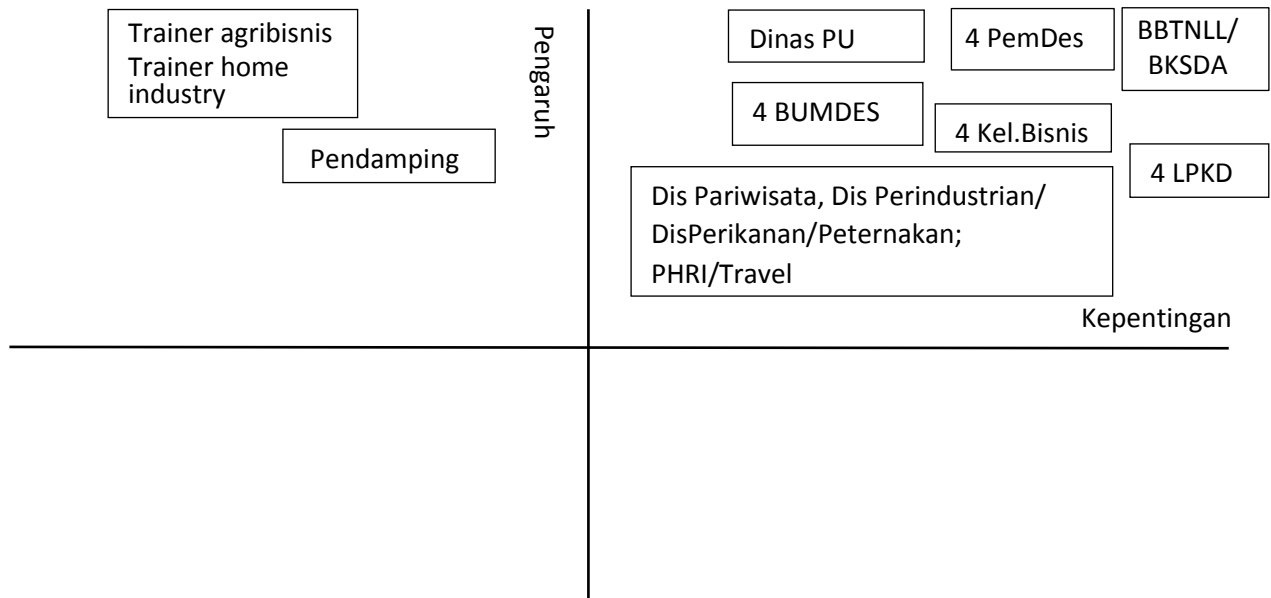 Trainer agribisnis
Trainer home
industry
Pendamping
Pengaruh
Dinas PU
4 PemDes
BBTNLL/
BKSDA
4 BUMDES
4 Kel.Bisnis
4 LPKD
Dis Pariwisata, Dis Perindustrian/
DisPerikanan/Peternakan;
PHRI/Travel
Kepentingan